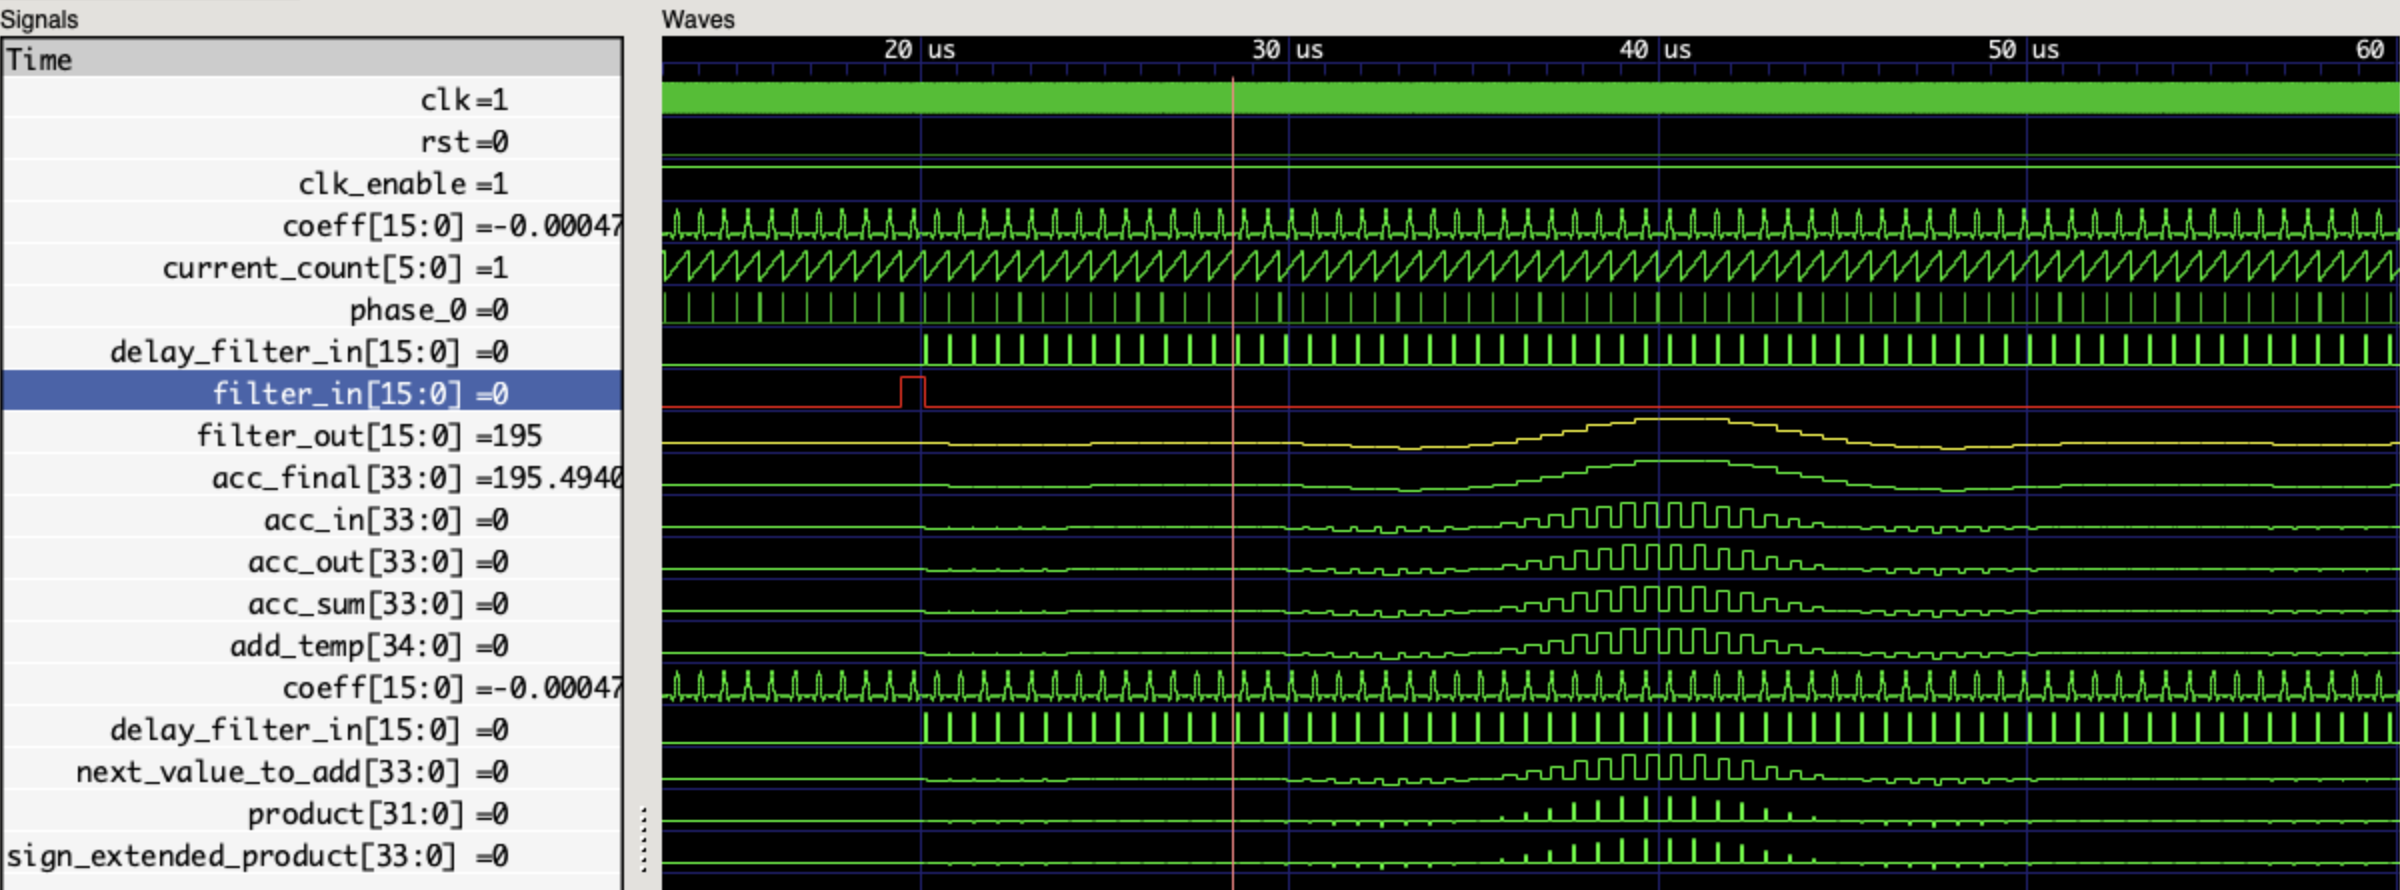 Signals
Waves
Time
20 us
30 us
40 us
50 us
60
clk=1
rst=0
clk_enable=1
coeff[15:0]=-0.00047
current_count[5:0]=1
phase_0=0
delay_filter_in[15:0]=0
filter_in[15:0]=0
filter_out[15:0]=195
acc_final[33:0]=195.4940
acc_in[33:0]=0
acc_out[33:0]=0
acc_sum[33:0]=0
add_temp[34:0]=0
coeff[15:0]=-0.00047
delay_filter_in[15:0]=0
next_value_to_add[33:0]=0
product[31:0]=0
sign_extended_product[33:0]=0